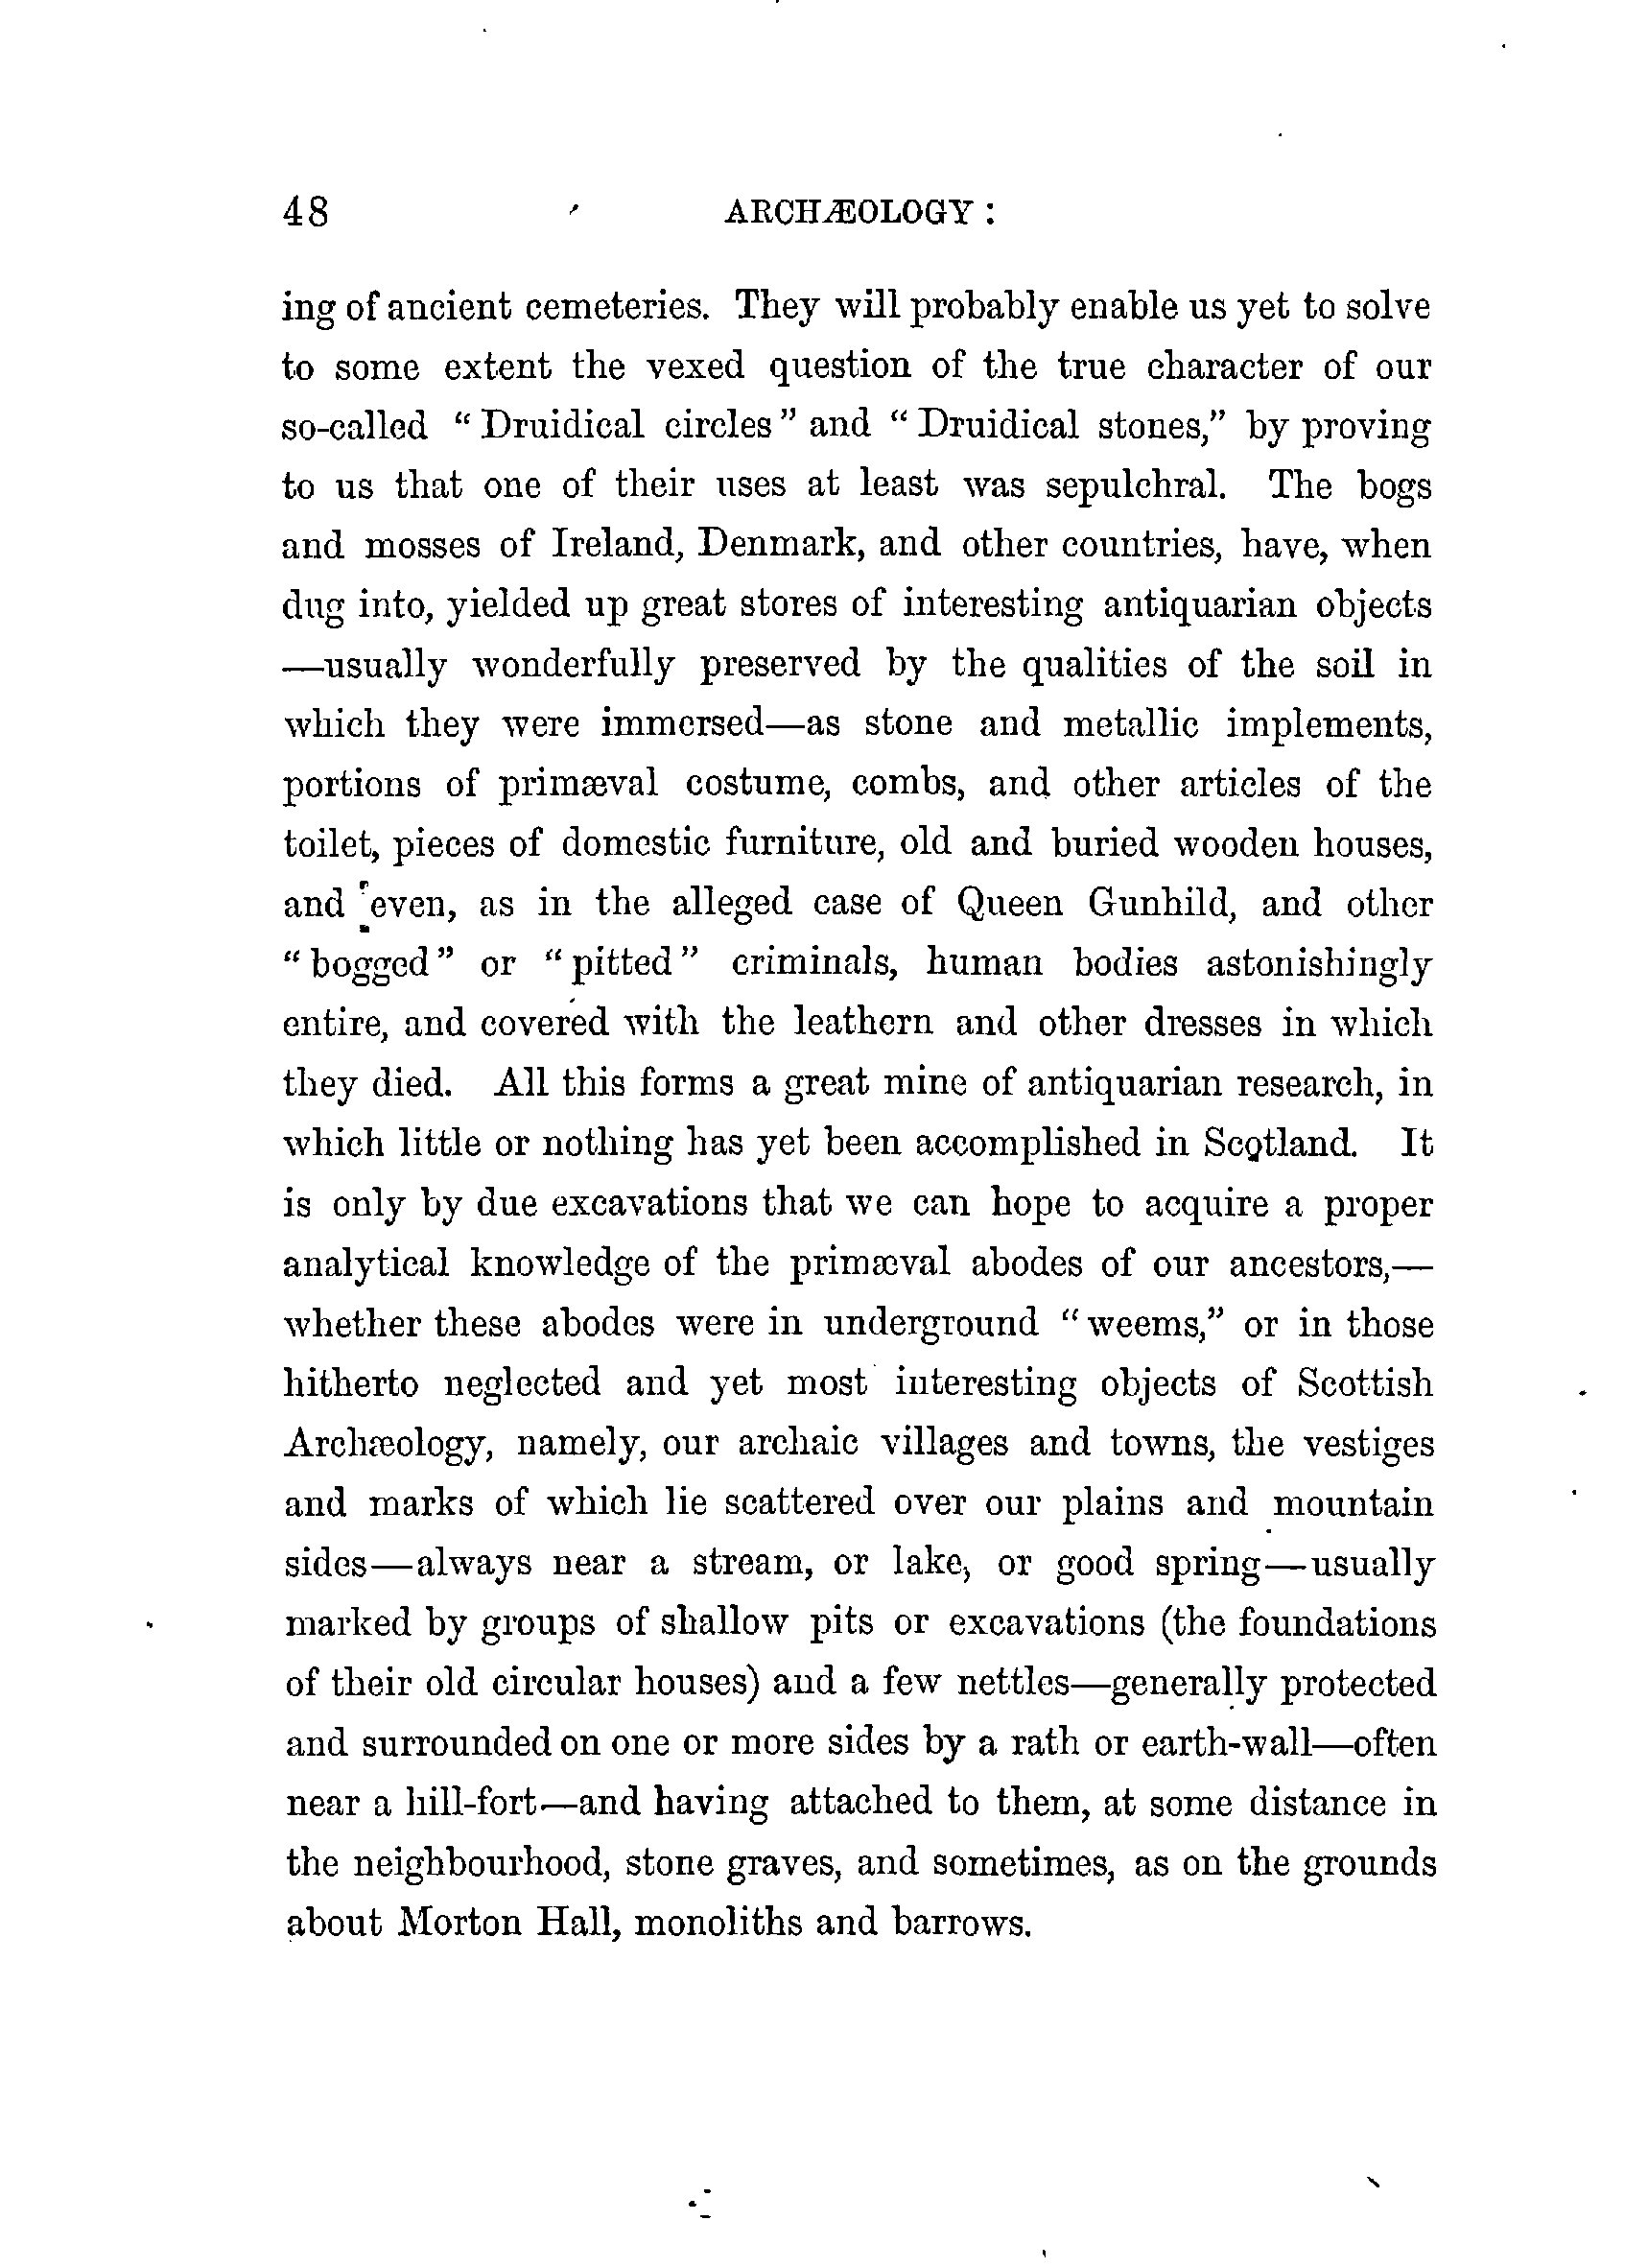 48 ARCHÆOLOGY :
ing of ancient cemeteries. They will probably enable us yet to solve
to some extent the vexed question of the true character of our
so-called " Druidical circles " and " Druidical stones," by proving
to us that one of their uses at least was sepulchral. The bogs
and mosses of Ireland, Denmark, and other countries, have, when
dug into, yielded up great stores of interesting antiquarian objects
—usually wonderfully preserved by the qualities of the soil in
which they were immersed—as stone and metallic implements,
portions of primæval costume, combs, and other articles of the
toilet, pieces of domestic furniture, old and buried wooden houses,
and even, as in the alleged case of Queen Gunhild, and other
" bogged " or " pitted " criminals, human bodies astonishingly
entire, and covered with the leathern and other dresses in which
they died. All this forms a great mine of antiquarian research, in
which little or nothing has yet been accomplished in Scotland. It
is only by due excavations that we can hope to acquire a proper
analytical knowledge of the primæval abodes of our ancestors,—
whether these abodes were in underground " weems," or in those
hitherto neglected and yet most interesting objects of Scottish
Archæology, namely, our archaic villages and towns, the vestiges
and marks of which lie scattered over our plains and mountain
sides—always near a stream, or lake, or good spring—usually
marked by groups of shallow pits or excavations (the foundations
of their old circular houses) and a few nettles—generally protected
and surrounded on one or more sides by a rath or earth-wall—often
near a hill-fort—and having attached to them, at some distance in
the neighbourhood, stone graves, and sometimes, as on the grounds
about Morton Hall, monoliths and barrows.